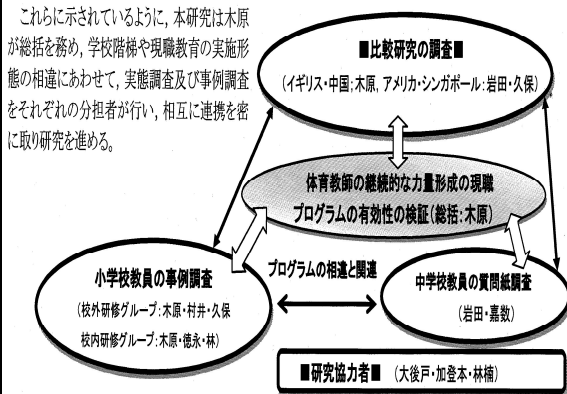 これらに示されているように, 本研究は木原
が総括を務め, 学校階梯や現職教育の実施形
態の相違にあわせて, 実態調査及び事例調査
をそれぞれの分担者が行い, 相互に連携を密
に取り研究を進める。
■比較研究の調査■
(イギリス・中国;木原, アメリカ・シンガポール:岩田・久保)
体育教師の継続的な力量形成の現職
プログラムの有効性の検証(総括:木原)
小学校教員の事例調査
(校外研修グループ:木原・村井・久保
校内研修グループ:木原・徳永・林)
プログラムの相違と関連
中学校教員の質問紙調査
(岩田・嘉数)
■研究協力者■ (大後戸・加登本・林楠)